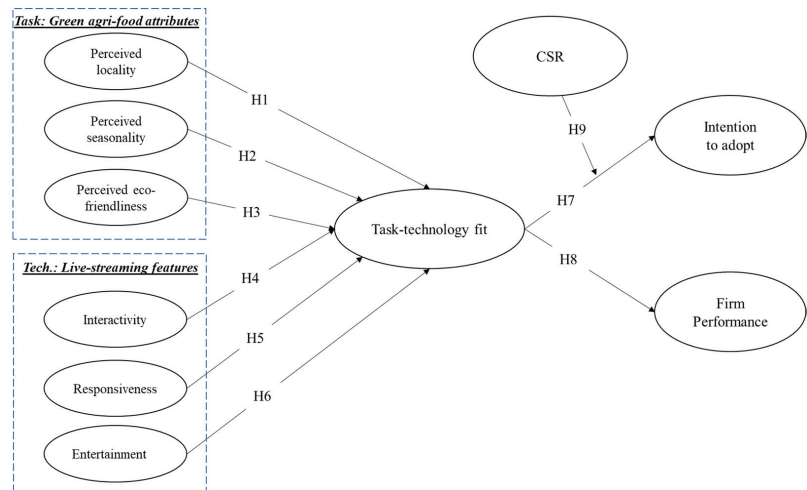 Task: Green agri-food attributes
Perceived
locality
Perceived
seasonality
Perceived eco-
friendliness
H1
H2
H3
Tech.: Live-streaming features
Interactivity
Responsiveness
Entertainment
H4
H5
H6
Task-technology fit
CSR
H9
H7
H8
Intention
to adopt
Firm
Performance